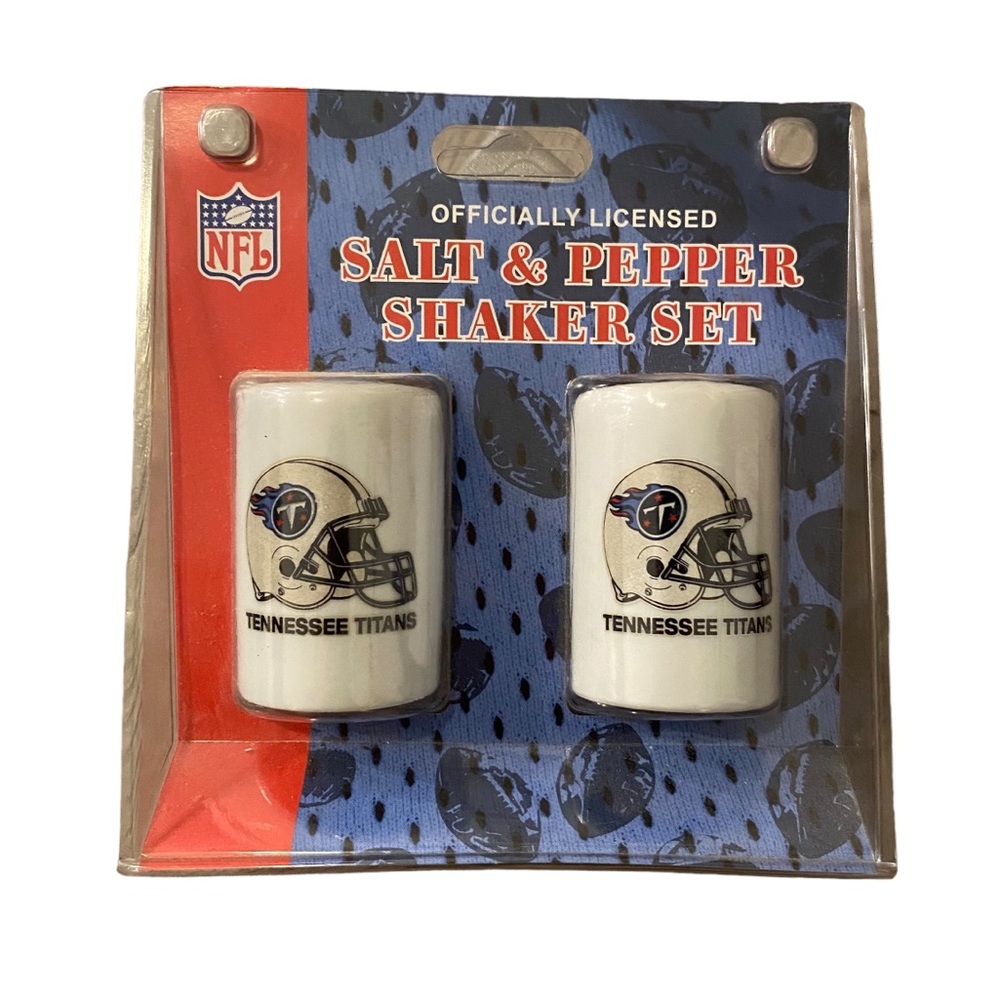 NFL
OFFICIALLY LICENSED
SALT & PEPPER
SHAKER SET
T
TENNESSEE TITANS
T
TENNESSEE TITANS